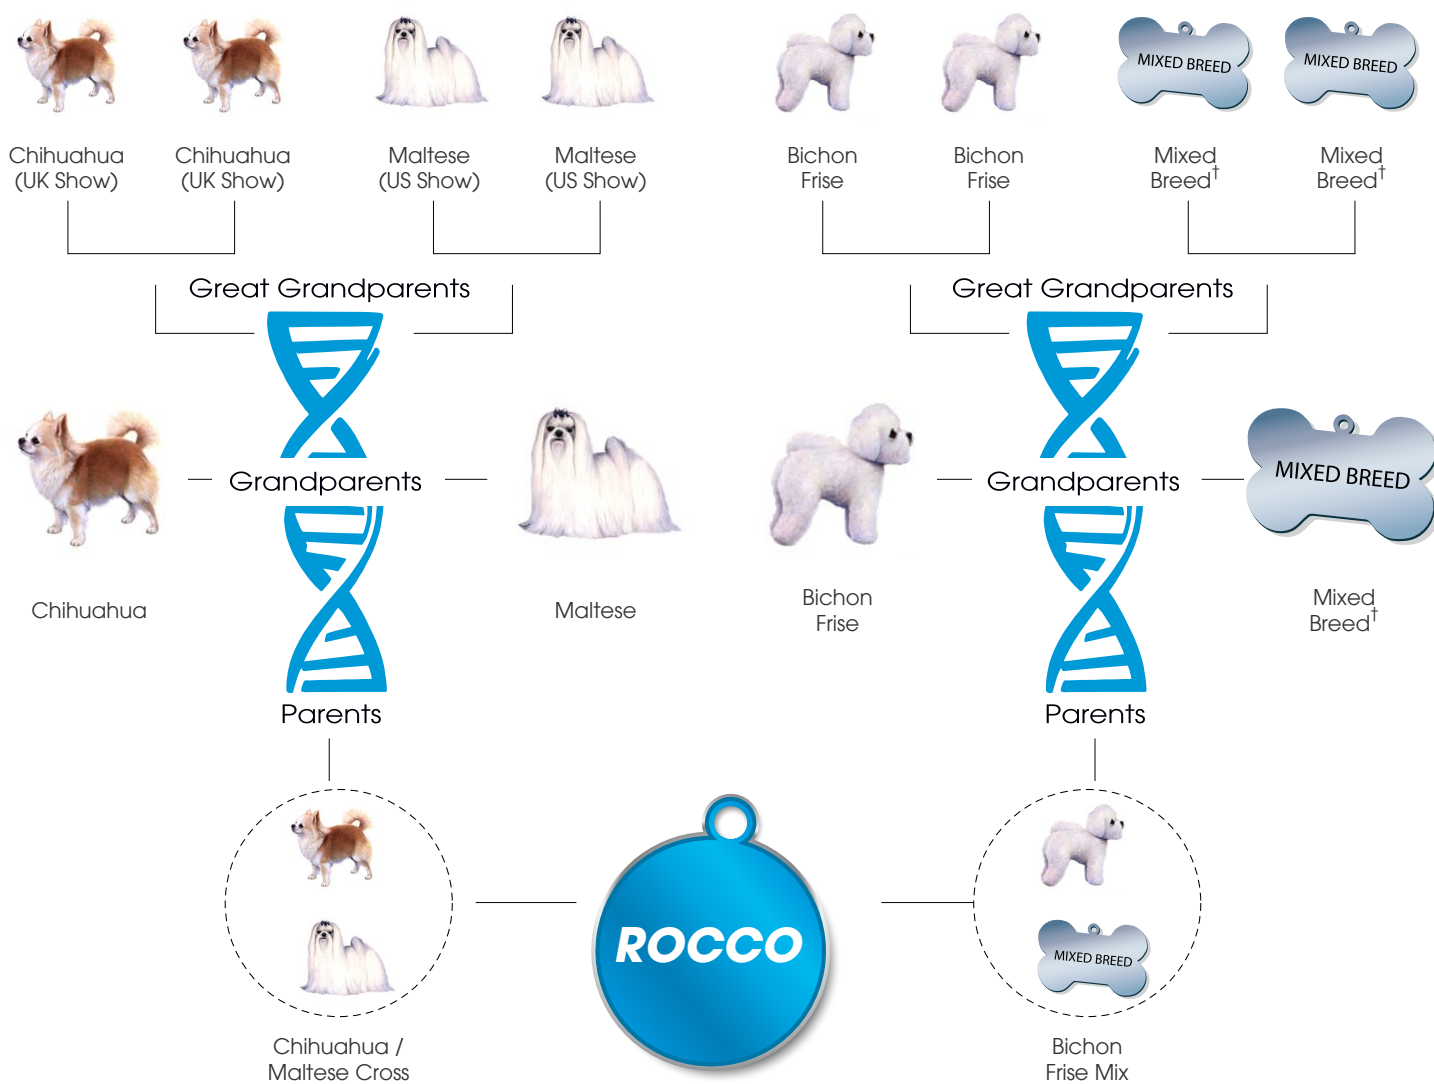 MIXED BREED
MIXED BREED
Chihuahua
(UK Show)
Chihuahua
(UK Show)
Maltese
(US Show)
Maltese
(US Show)
Bichon
Frise
Bichon
Frise
Mixed
Breed†
Mixed
Breed†
Great Grandparents
Great Grandparents
MIXED BREED
Grandparents
Grandparents
Chihuahua
Maltese
Bichon
Frise
Mixed
Breed†
Parents
Parents
ROCCO
MIXED BREED
Chihuahua /
Maltese Cross
Bichon
Frise Mix